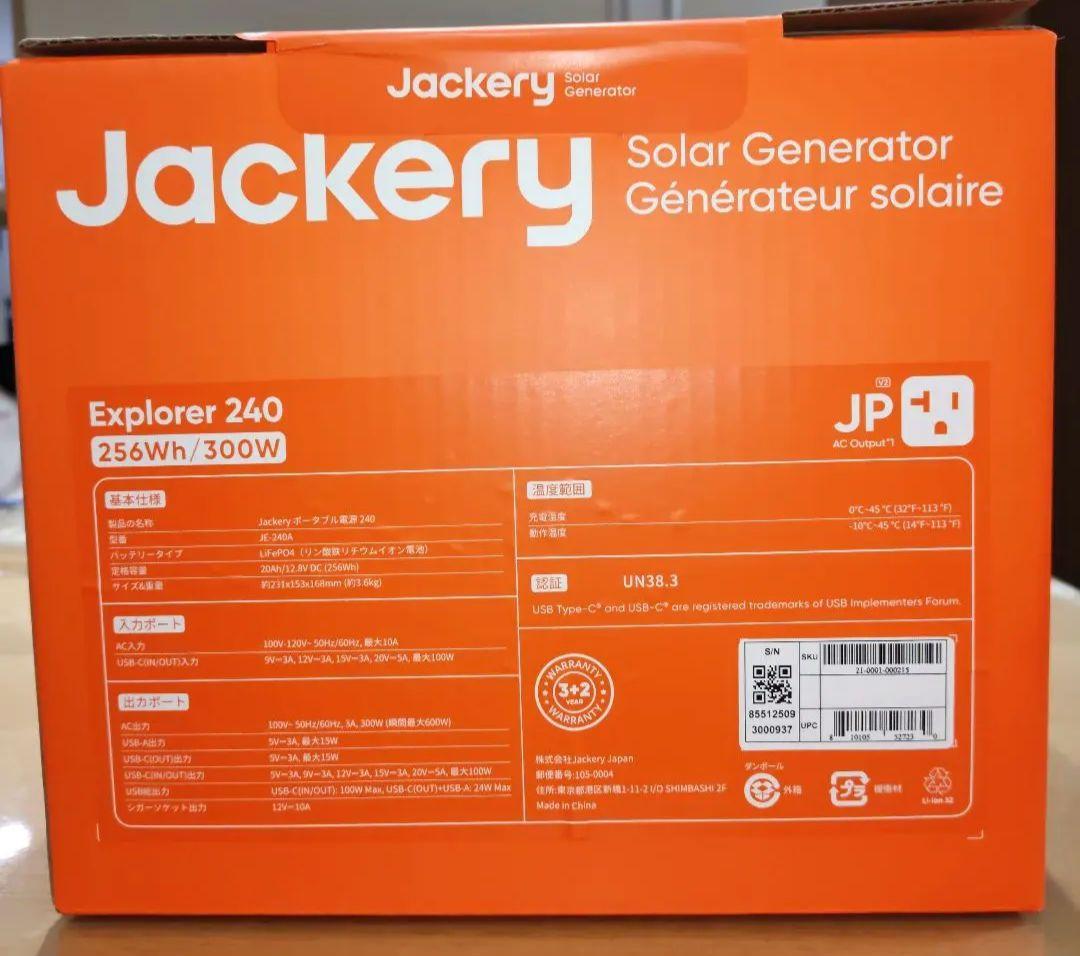 Jackery Solar Generator
Jackery Solar Generator
Générateur solaire
Explorer 240
256Wh/300W
V2
JP
AC Output*1
基本仕様
製品の名称 Jackery ポータブル電源 240
型番 JE-240A
バッテリータイプ LiFePO4（リン酸鉄リチウムイオン電池）
定格容量 20Ah/12.8V DC (256Wh)
サイズ&重量 約231x153x168mm (約3.6kg)
入力ポート
AC入力 100V-120V~ 50Hz/60Hz, 最大10A
USB-C(IN/OUT)入力 9V⎓3A, 12V⎓3A, 15V⎓3A, 20V⎓5A, 最大100W
出力ポート
AC出力 100V~ 50Hz/60Hz, 3A, 300W (瞬間最大600W)
USB-A出力 5V⎓3A, 最大15W
USB-C(OUT)出力 5V⎓3A, 最大15W
USB-C(IN/OUT)出力 5V⎓3A, 9V⎓3A, 12V⎓3A, 15V⎓3A, 20V⎓5A, 最大100W
USB総出力 USB-C(IN/OUT): 100W Max, USB-C(OUT)+USB-A: 24W Max
シガーソケット出力 12V⎓10A
温度範囲
充電温度 0°C~45 °C (32°F~113 °F)
動作温度 -10°C~45 °C (14°F~113 °F)
認証 UN38.3
USB Type-C® and USB-C® are registered trademarks of USB Implementers Forum.
WARRANTY
3+2
YEAR
WARRANTY
株式会社Jackery Japan
郵便番号:105-0004
住所:東京都港区新橋1-11-2 I/O SHIMBASHI 2F
Made in China
S/N
85512509
3000937
SKU
21-0001-000215
UPC
8 10105 52723 0
ダンボール
外箱
プラ
緩衝材
Li-ion 32